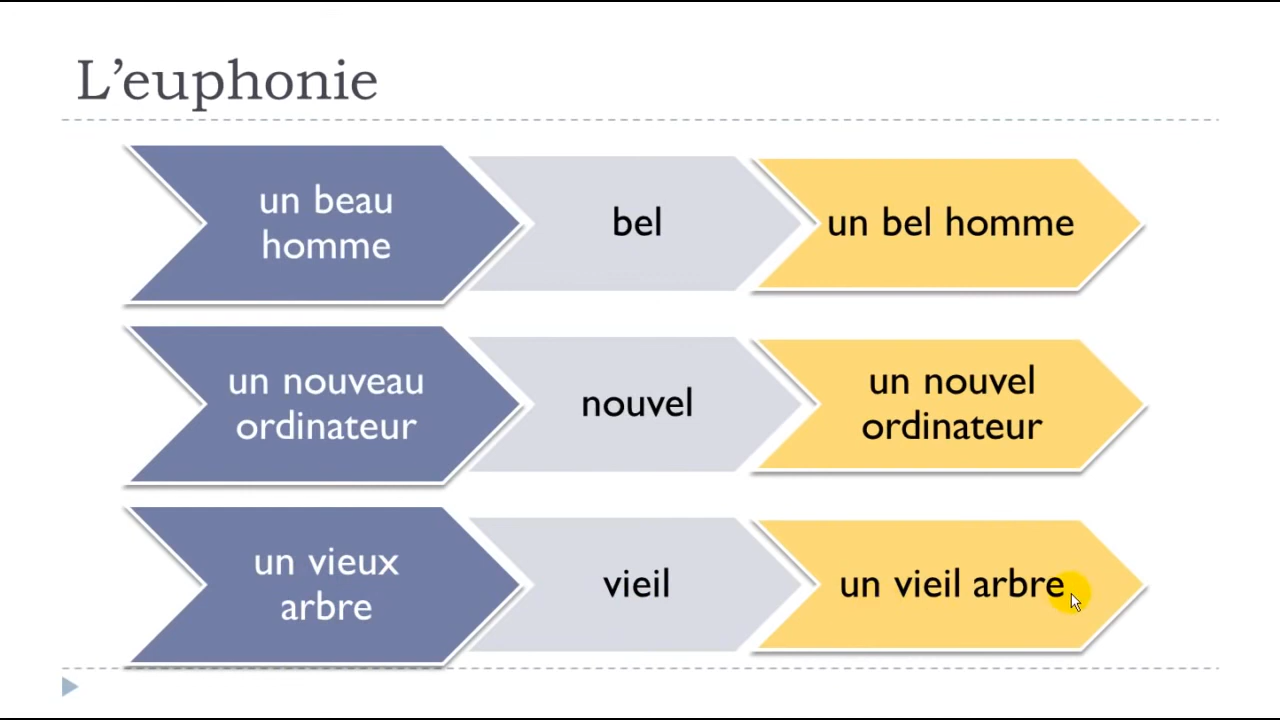 L’euphonie
un beau
homme
bel
un bel homme
un nouveau
ordinateur
nouvel
un nouvel
ordinateur
un vieux
arbre
vieil
un vieil arbre